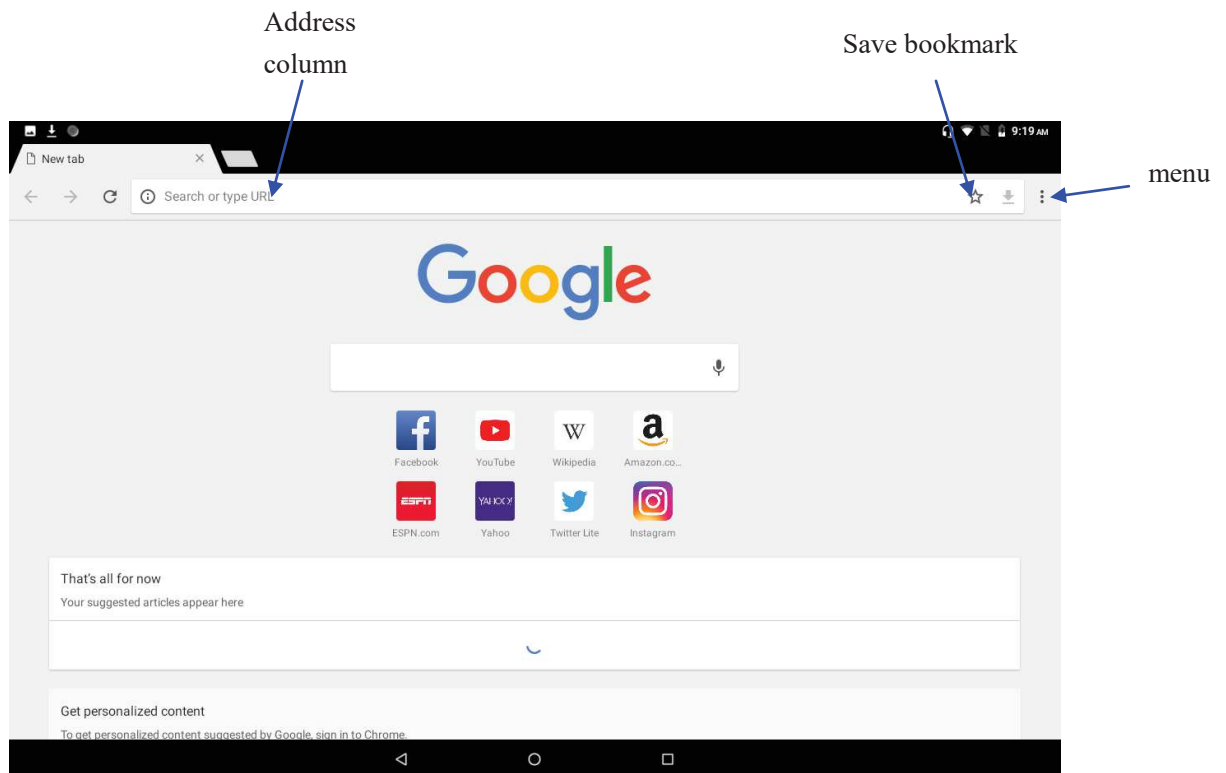 Address
column
Save bookmark
menu
9:19 AM
New tab
Search or type URL
Google
Facebook
YouTube
Wikipedia
Amazon.co...
ESPN
YAHOO!
ESPN.com
Yahoo
Twitter Lite
Instagram
That's all for now
Your suggested articles appear here
Get personalized content
To get personalized content suggested by Google, sign in to Chrome.